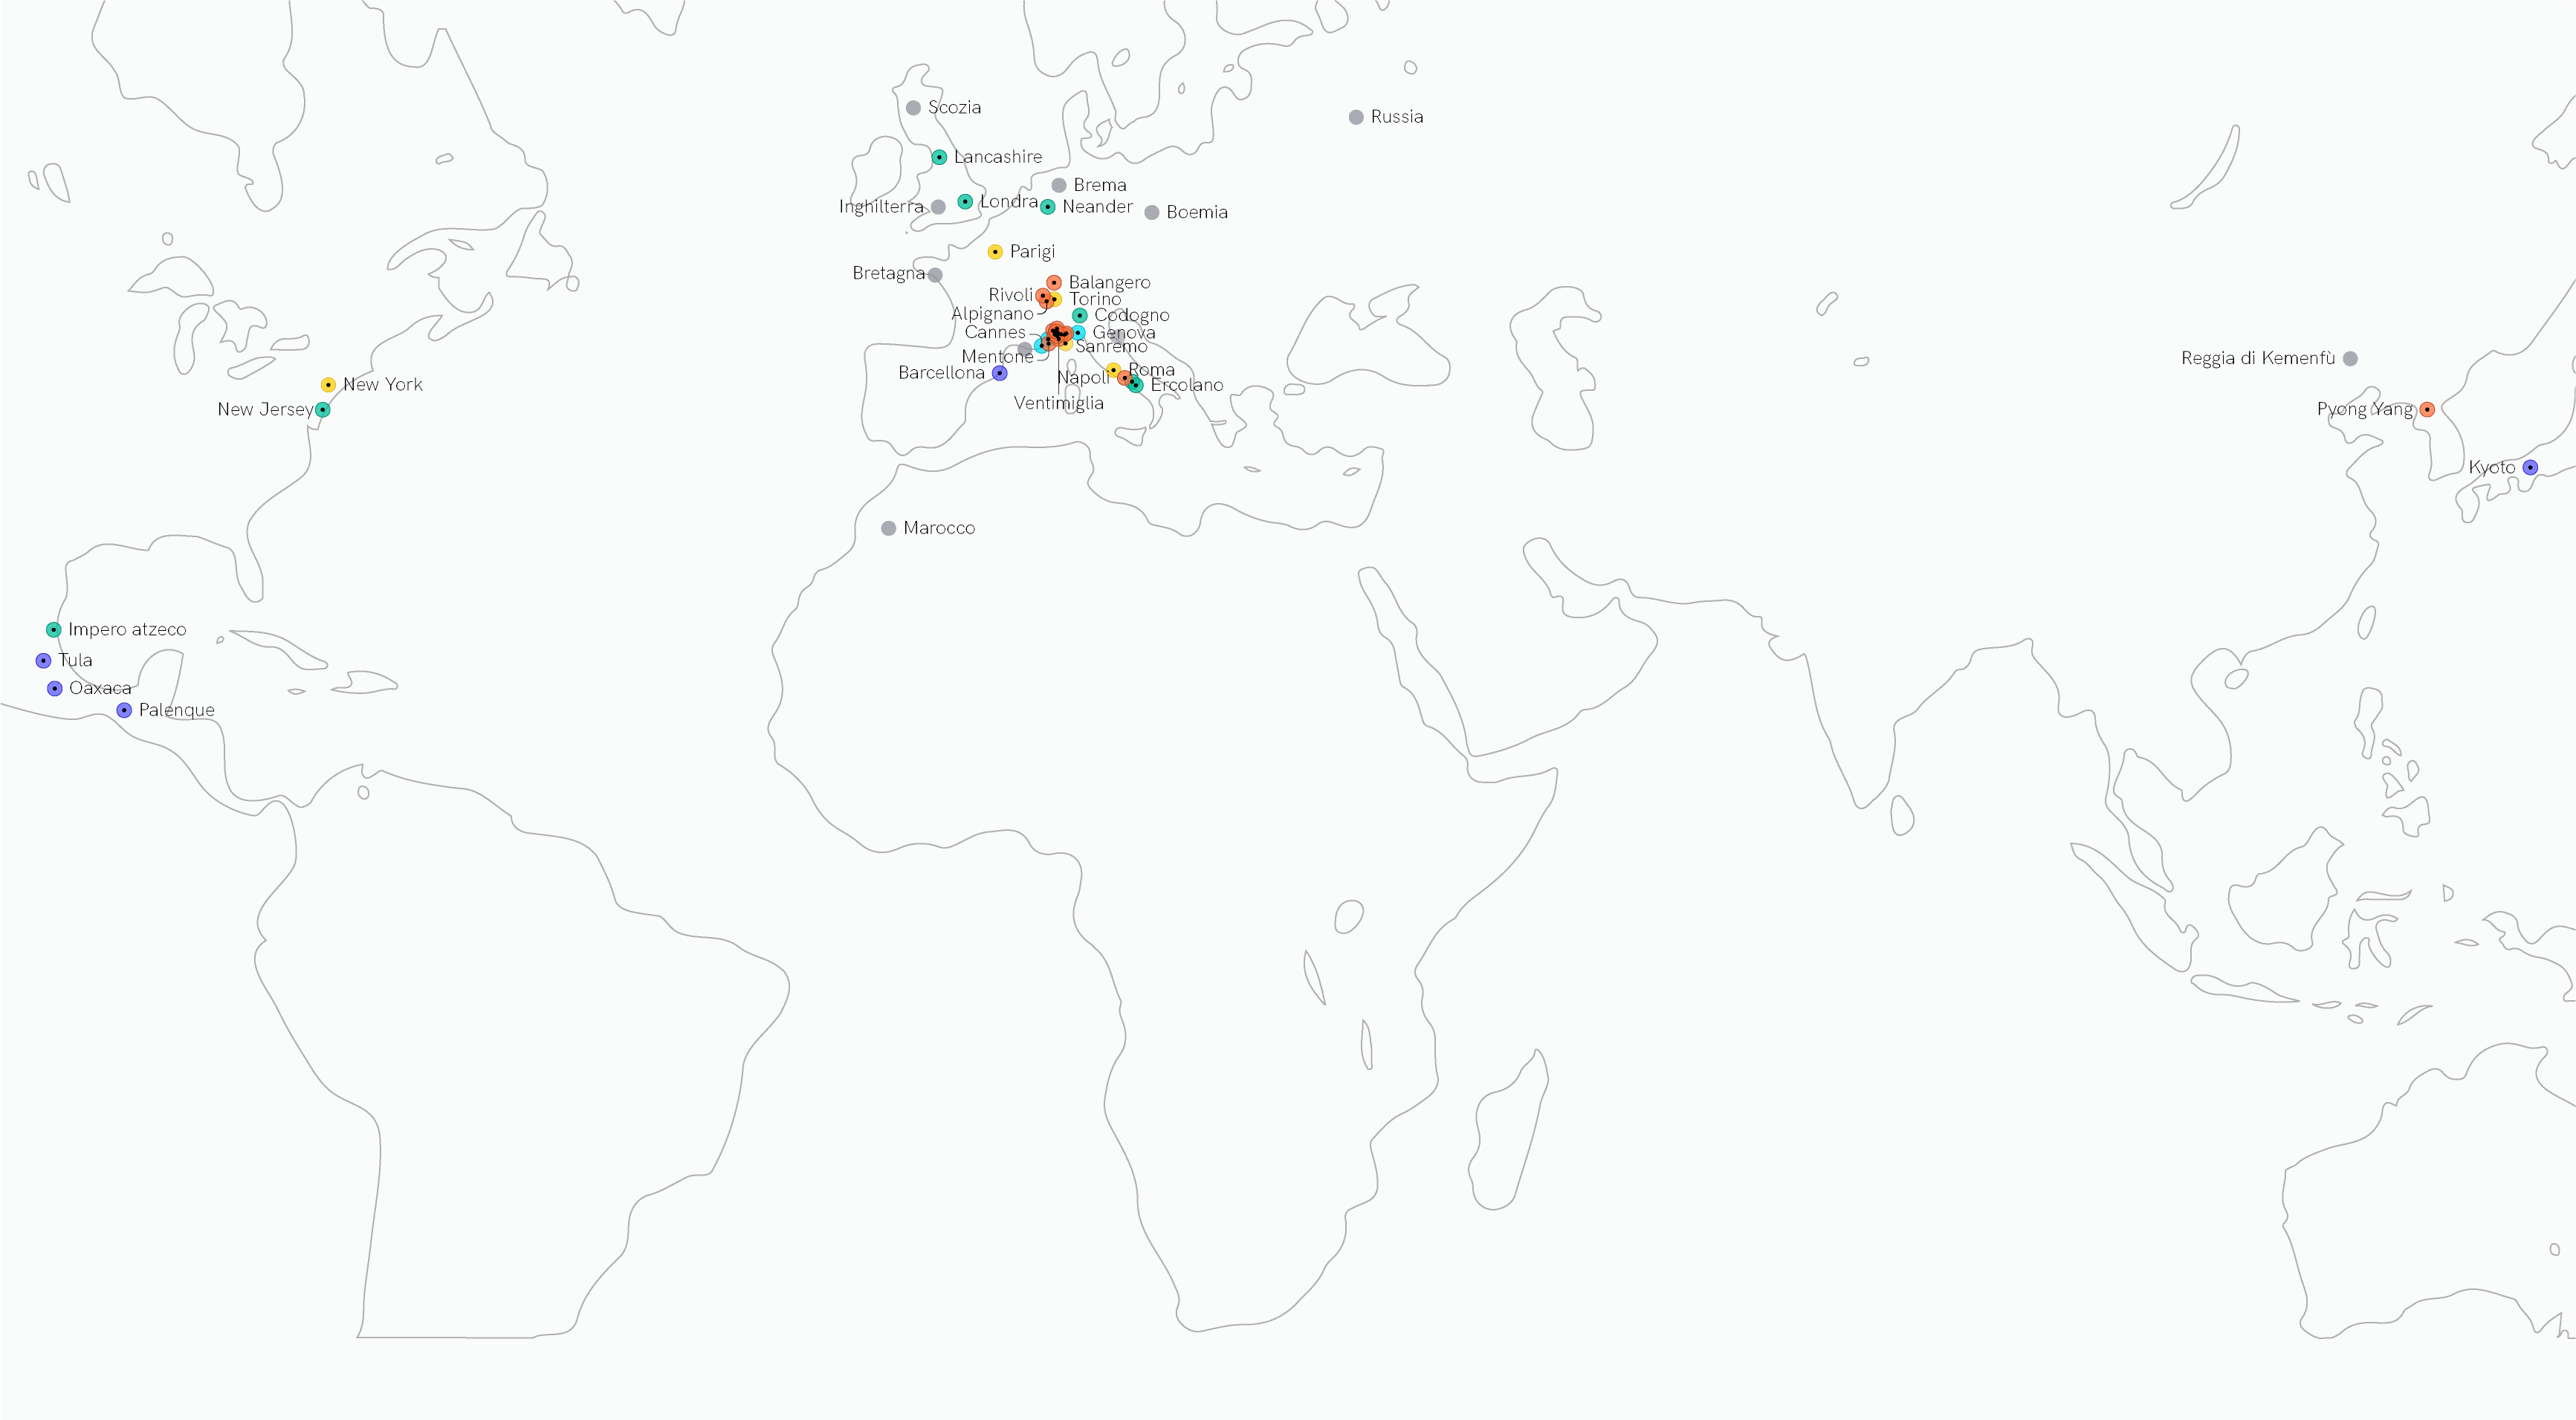 Scozia
Russia
Lancashire
Brema
Inghilterra
Londra
Neander
Boemia
Parigi
Bretagna
Balangero
Rivoli
Torino
Alpignano
Codogno
Cannes
Genova
Sanremo
Mentone
Barcellona
Napoli
Roma
Ercolano
Ventimiglia
New York
New Jersey
Reggia di Kemenfù
Pyong Yang
Kyoto
Marocco
Impero atzeco
Tula
Oaxaca
Palenque